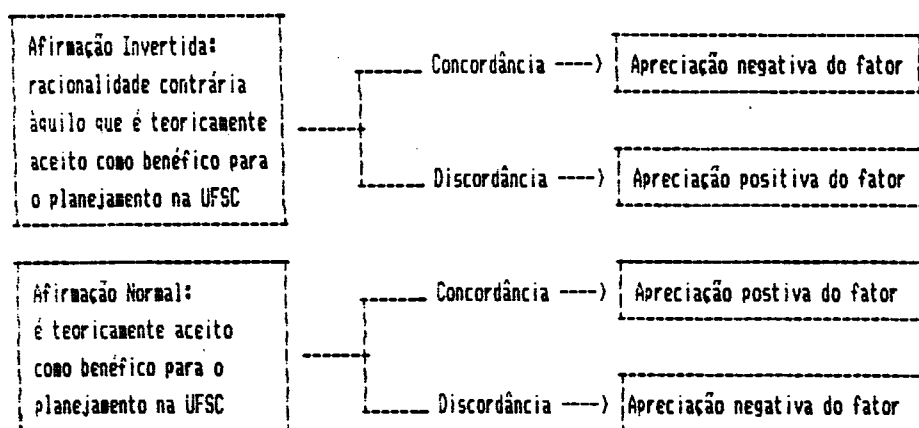 Afirmação Invertida:
racionalidade contrária
àquilo que é teoricamente
aceito como benéfico para
o planejamento na UFSC
Concordância ----> Apreciação negativa do fator
Discordância ----> Apreciação positiva do fator
Afirmação Normal:
é teoricamente aceito
como benéfico para o
planejamento na UFSC
Concordância ----> Apreciação postiva do fator
Discordância ----> Apreciação negativa do fator